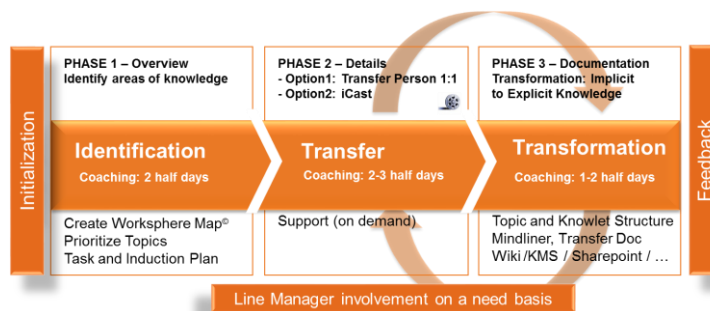 Initialization
PHASE 1 – Overview
Identify areas of knowledge
Identification
Coaching: 2 half days
Create Worksphere Map©
Prioritize Topics
Task and Induction Plan
PHASE 2 – Details
- Option1: Transfer Person 1:1
- Option2: iCast
Transfer
Coaching: 2-3 half days
Support (on demand)
PHASE 3 – Documentation
Transformation: Implicit
to Explicit Knowledge
Transformation
Coaching: 1-2 half days
Topic and Knowlet Structure
Mindliner, Transfer Doc
Wiki /KMS / Sharepoint / …
Feedback
Line Manager involvement on a need basis